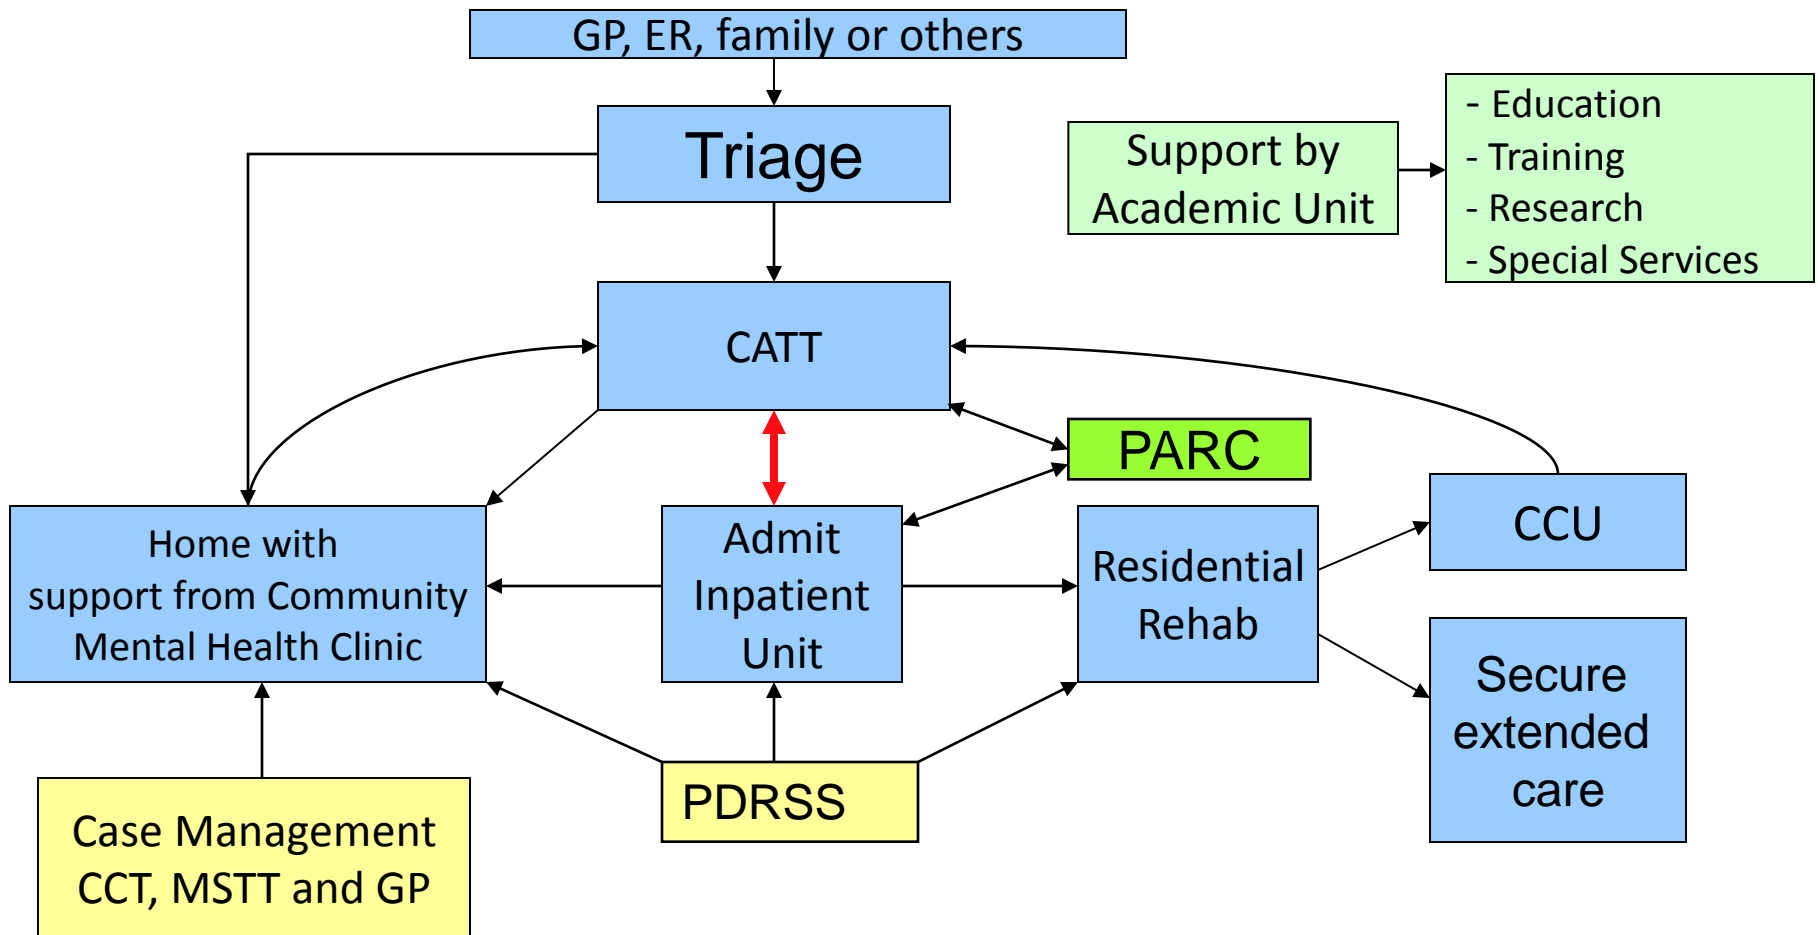 GP, ER, family or others
Triage
Support by
Academic Unit
- Education
- Training
- Research
- Special Services
CATT
PARC
Home with
support from Community
Mental Health Clinic
Admit
Inpatient
Unit
Residential
Rehab
CCU
Secure
extended
care
Case Management
CCT, MSTT and GP
PDRSS